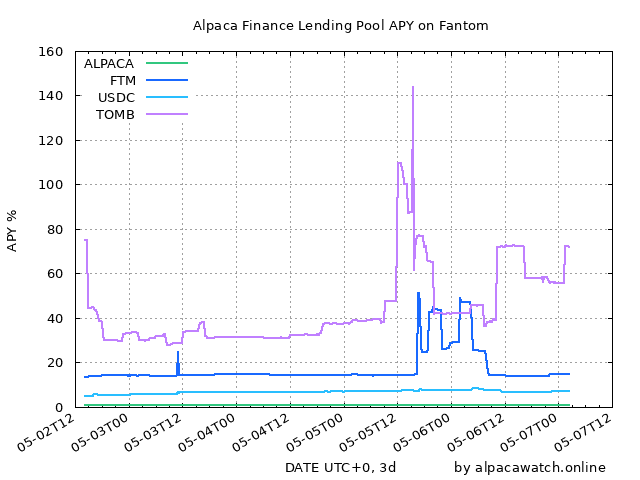 Alpaca Finance Lending Pool APY on Fantom
160
140
120
100
80
60
40
20
0
APY %
ALPACA
FTM
USDC
TOMB
05-02T12
05-03T00
05-03T12
05-04T00
05-04T12
05-05T00
05-05T12
05-06T00
05-06T12
05-07T00
05-07T12
DATE UTC+0, 3d by alpacawatch.online